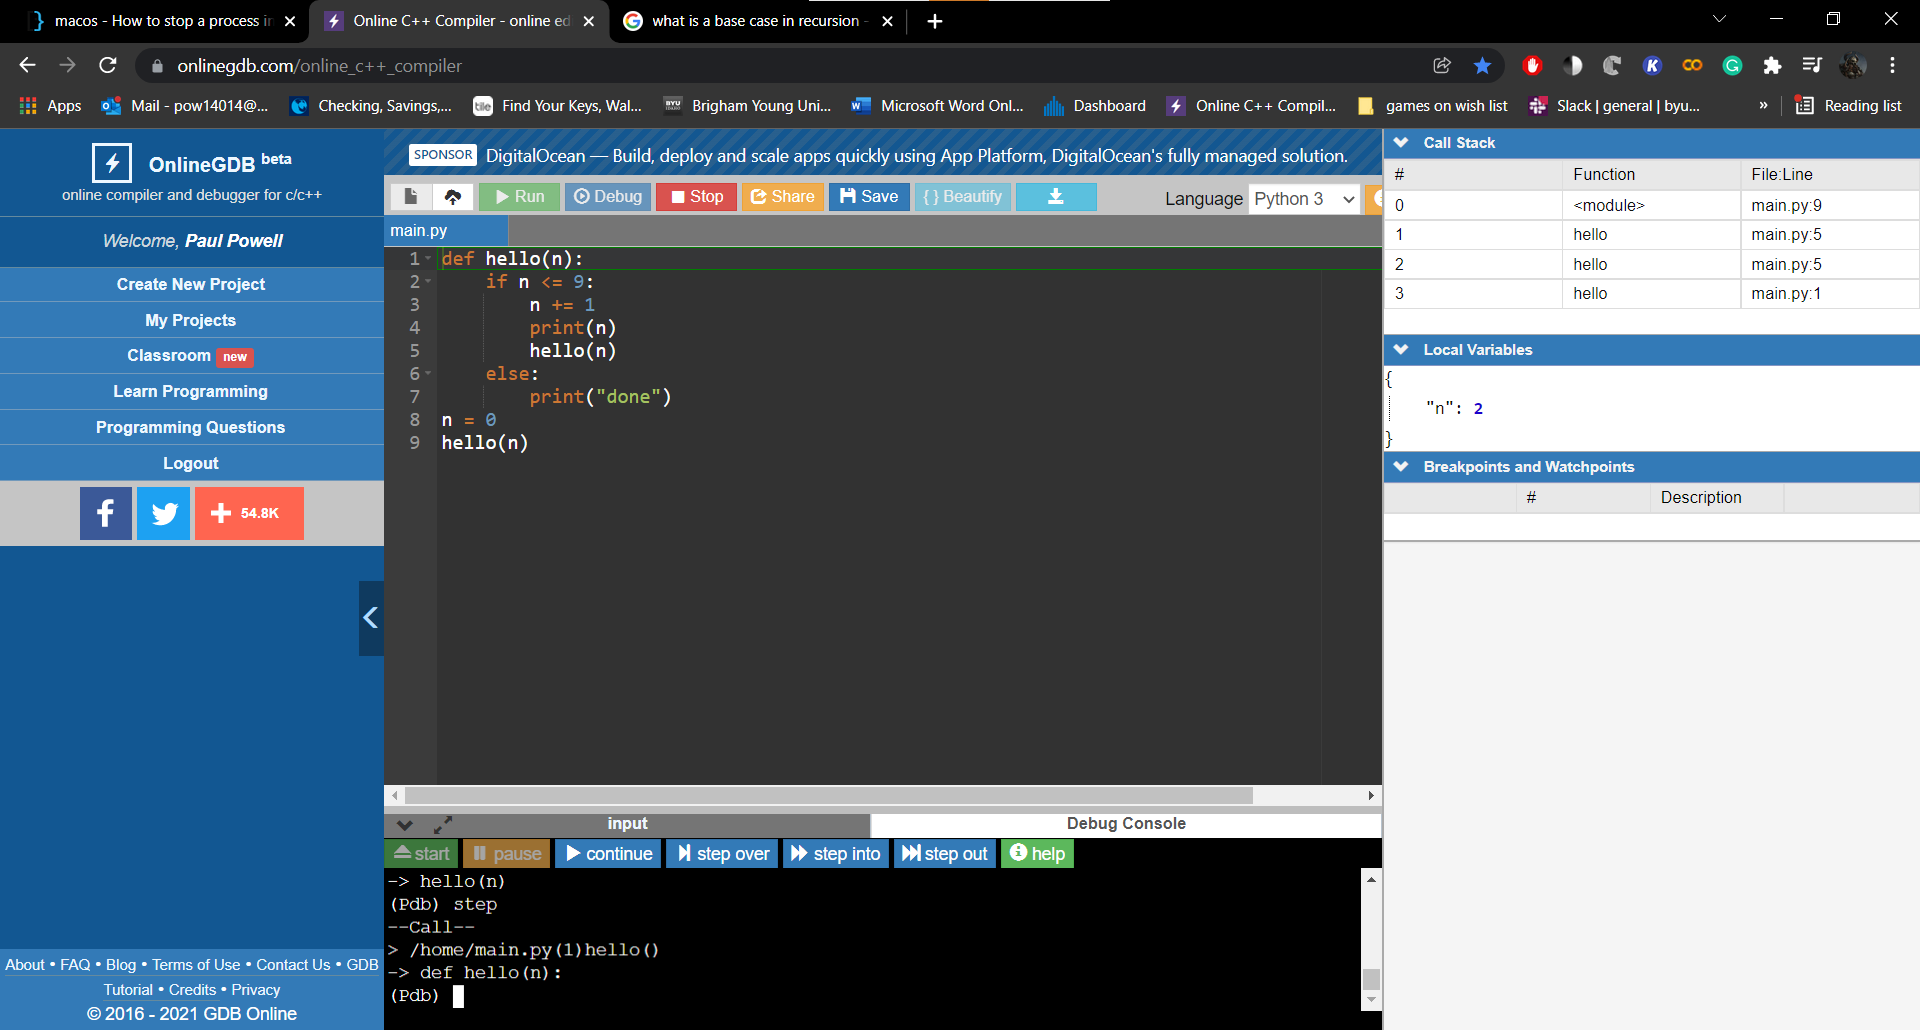 macos - How to stop a process in
Online C++ Compiler - online ed
what is a base case in recursion -
onlinegdb.com/online_c++_compiler
Apps
Mail - pow14014@...
Checking, Savings,...
tile Find Your Keys, Wal...
BYU Brigham Young Uni...
Microsoft Word Onl...
Dashboard
Online C++ Compil...
games on wish list
Slack | general | byu...
»
Reading list
OnlineGDB beta
online compiler and debugger for c/c++
Welcome, Paul Powell
Create New Project
My Projects
Classroom new
Learn Programming
Programming Questions
Logout
54.8K
About • FAQ • Blog • Terms of Use • Contact Us • GDB
Tutorial • Credits • Privacy
© 2016 - 2021 GDB Online
SPONSOR DigitalOcean — Build, deploy and scale apps quickly using App Platform, DigitalOcean's fully managed solution.
Run Debug Stop Share Save { } Beautify
Language Python 3
main.py
1 def hello(n):
2 if n <= 9:
3 n += 1
4 print(n)
5 hello(n)
6 else:
7 print("done")
8 n = 0
9 hello(n)
input
Debug Console
start pause continue step over step into step out help
-> hello(n)
(Pdb) step
--Call--
> /home/main.py(1)hello()
-> def hello(n):
(Pdb)
Call Stack
# Function File:Line
0 <module> main.py:9
1 hello main.py:5
2 hello main.py:5
3 hello main.py:1
Local Variables
{
"n": 2
}
Breakpoints and Watchpoints
# Description